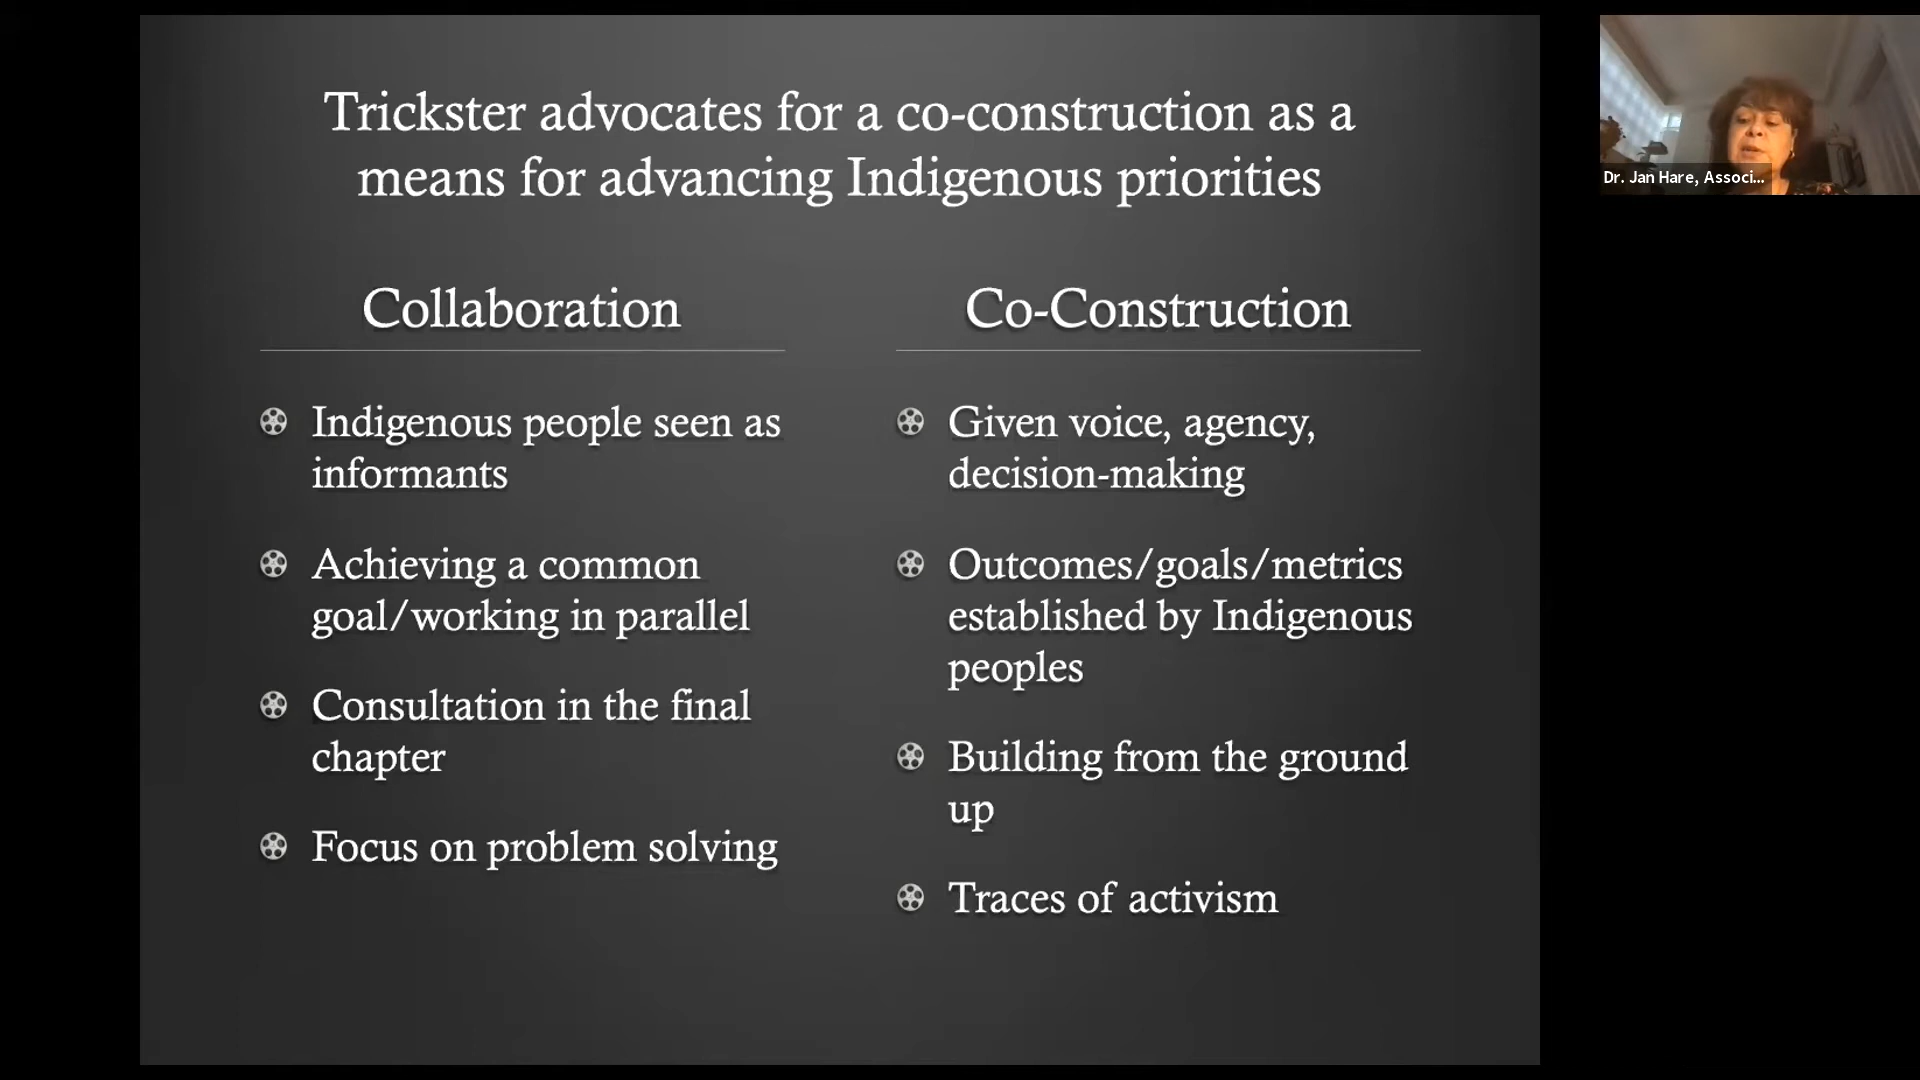 Trickster advocates for a co-construction as a
means for advancing Indigenous priorities
Collaboration
Indigenous people seen as
informants
Achieving a common
goal/working in parallel
Consultation in the final
chapter
Focus on problem solving
Co-Construction
Given voice, agency,
decision-making
Outcomes/goals/metrics
established by Indigenous
peoples
Building from the ground
up
Traces of activism
Dr. Jan Hare, Associ...